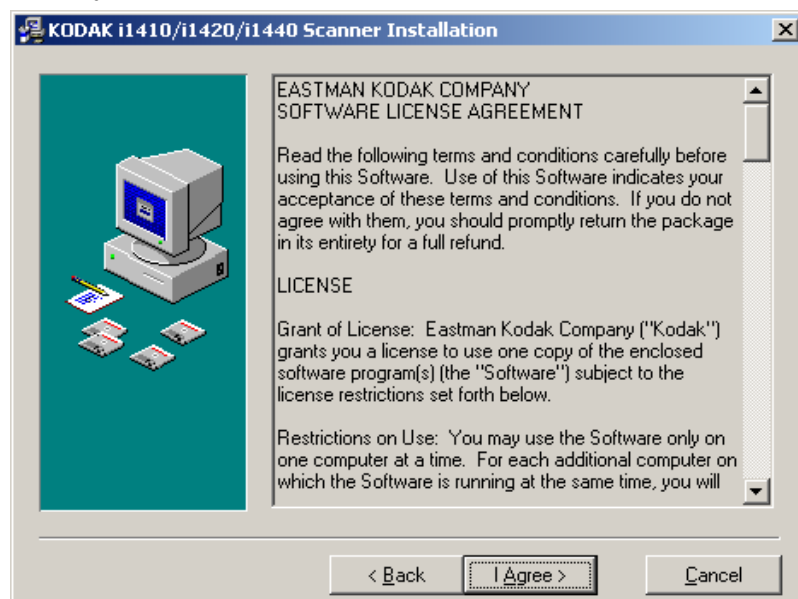 KODAK i1410/i1420/i1440 Scanner Installation
EASTMAN KODAK COMPANY
SOFTWARE LICENSE AGREEMENT
Read the following terms and conditions carefully before
using this Software.  Use of this Software indicates your
acceptance of these terms and conditions.  If you do not
agree with them, you should promptly return the package
in its entirety for a full refund.
LICENSE
Grant of License:  Eastman Kodak Company ("Kodak")
grants you a license to use one copy of the enclosed
software program(s) (the "Software") subject to the
license restrictions set forth below.
Restrictions on Use:  You may use the Software only on
one computer at a time.  For each additional computer on
which the Software is running at the same time, you will
< Back
I Agree >
Cancel